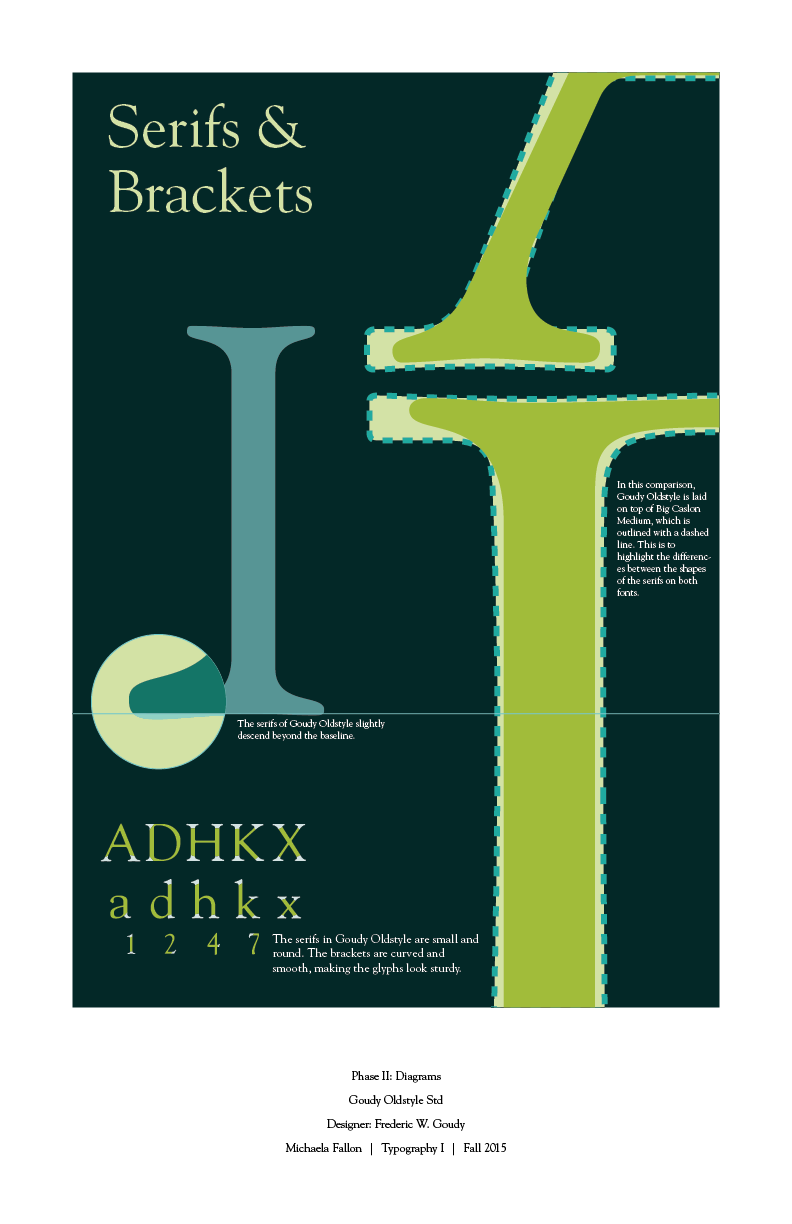 Serifs &
Brackets
I
In this comparison,
Goudy Oldstyle is laid
on top of Big Caslon
Medium, which is
outlined with a dashed
line. This is to
highlight the differenc-
es between the shapes
of the serifs on both
fonts.
The serifs of Goudy Oldstyle slightly
descend beyond the baseline.
A D H K X
a d h k x
1 2 4 7
The serifs in Goudy Oldstyle are small and
round. The brackets are curved and
smooth, making the glyphs look sturdy.
Phase II: Diagrams
Goudy Oldstyle Std
Designer: Frederic W. Goudy
Michaela Fallon | Typography I | Fall 2015